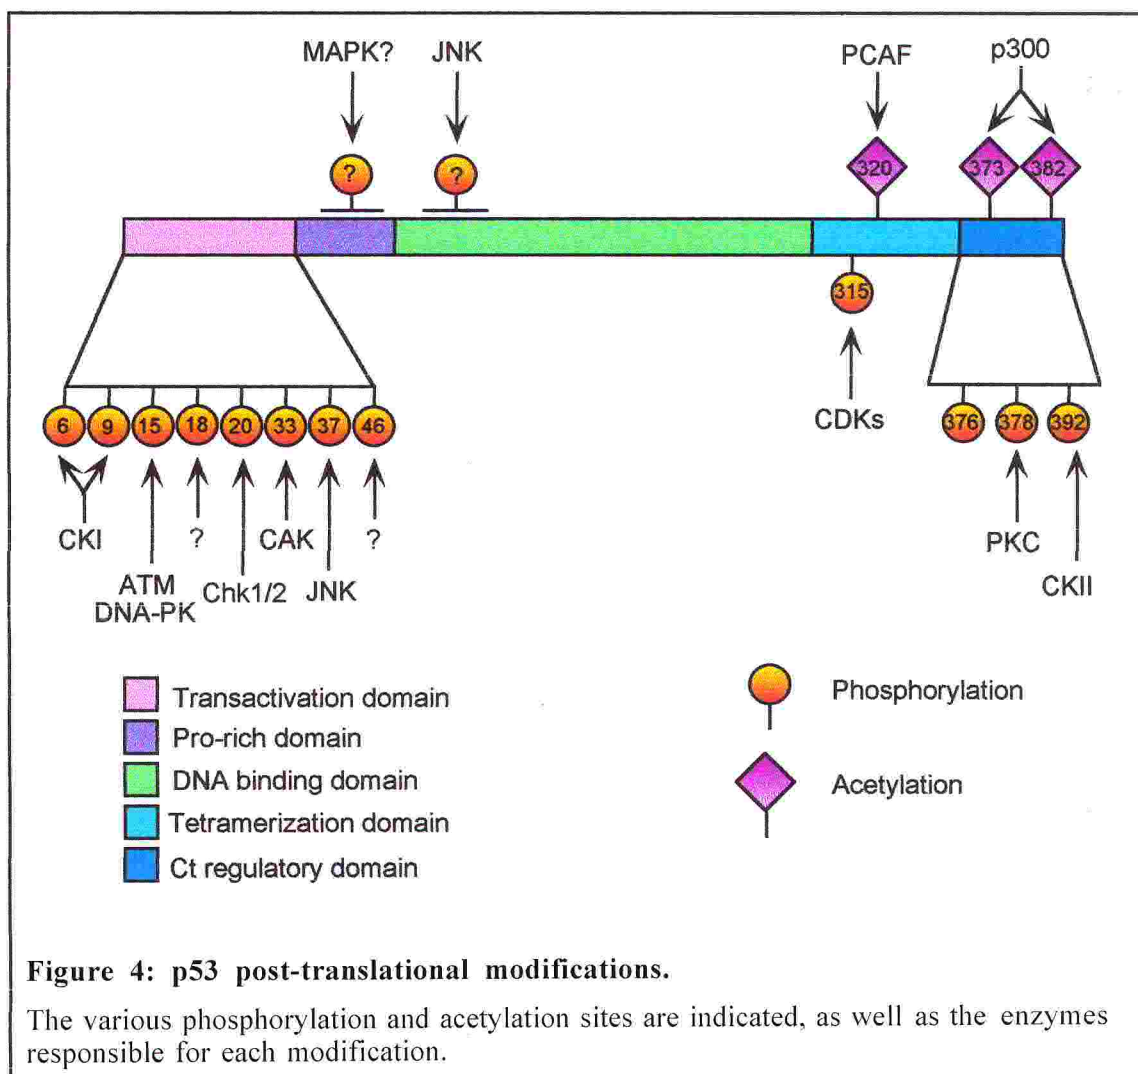 MAPK? JNK PCAF p300
? ? 320 373 382
315
6 9 15 18 20 33 37 46 376 378 392
CDKs
CKI ? CAK ? PKC
ATM Chk1/2 JNK CKII
DNA-PK
Transactivation domain
Pro-rich domain
DNA binding domain
Tetramerization domain
Ct regulatory domain
Phosphorylation
Acetylation
Figure 4: p53 post-translational modifications.
The various phosphorylation and acetylation sites are indicated, as well as the enzymes
responsible for each modification.